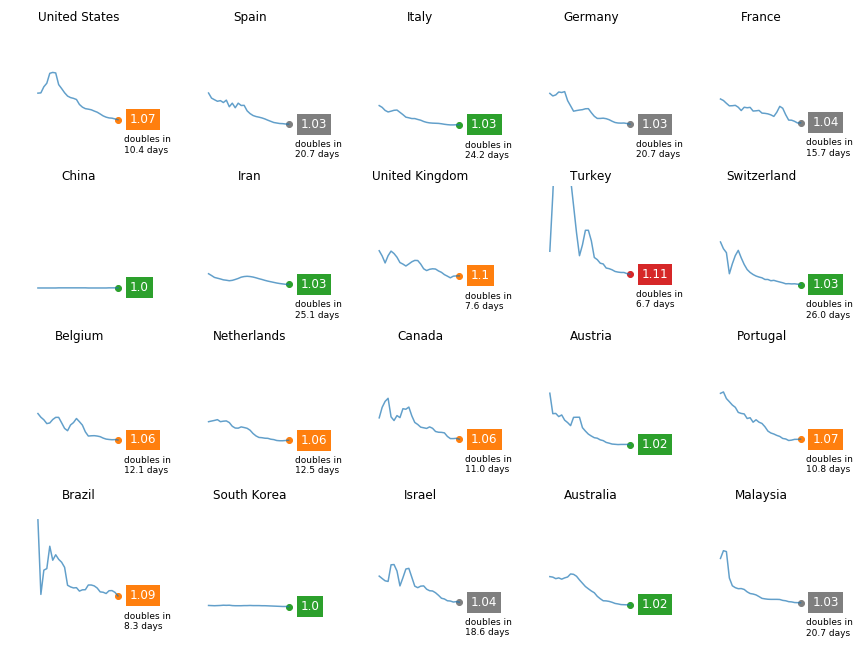 United States
Spain
Italy
Germany
France
1.07
doubles in
10.4 days
1.03
doubles in
20.7 days
1.03
doubles in
24.2 days
1.03
doubles in
20.7 days
1.04
doubles in
15.7 days
China
Iran
United Kingdom
Turkey
Switzerland
1.0
1.03
doubles in
25.1 days
1.1
doubles in
7.6 days
1.11
doubles in
6.7 days
1.03
doubles in
26.0 days
Belgium
Netherlands
Canada
Austria
Portugal
1.06
doubles in
12.1 days
1.06
doubles in
12.5 days
1.06
doubles in
11.0 days
1.02
1.07
doubles in
10.8 days
Brazil
South Korea
Israel
Australia
Malaysia
1.09
doubles in
8.3 days
1.0
1.04
doubles in
18.6 days
1.02
1.03
doubles in
20.7 days